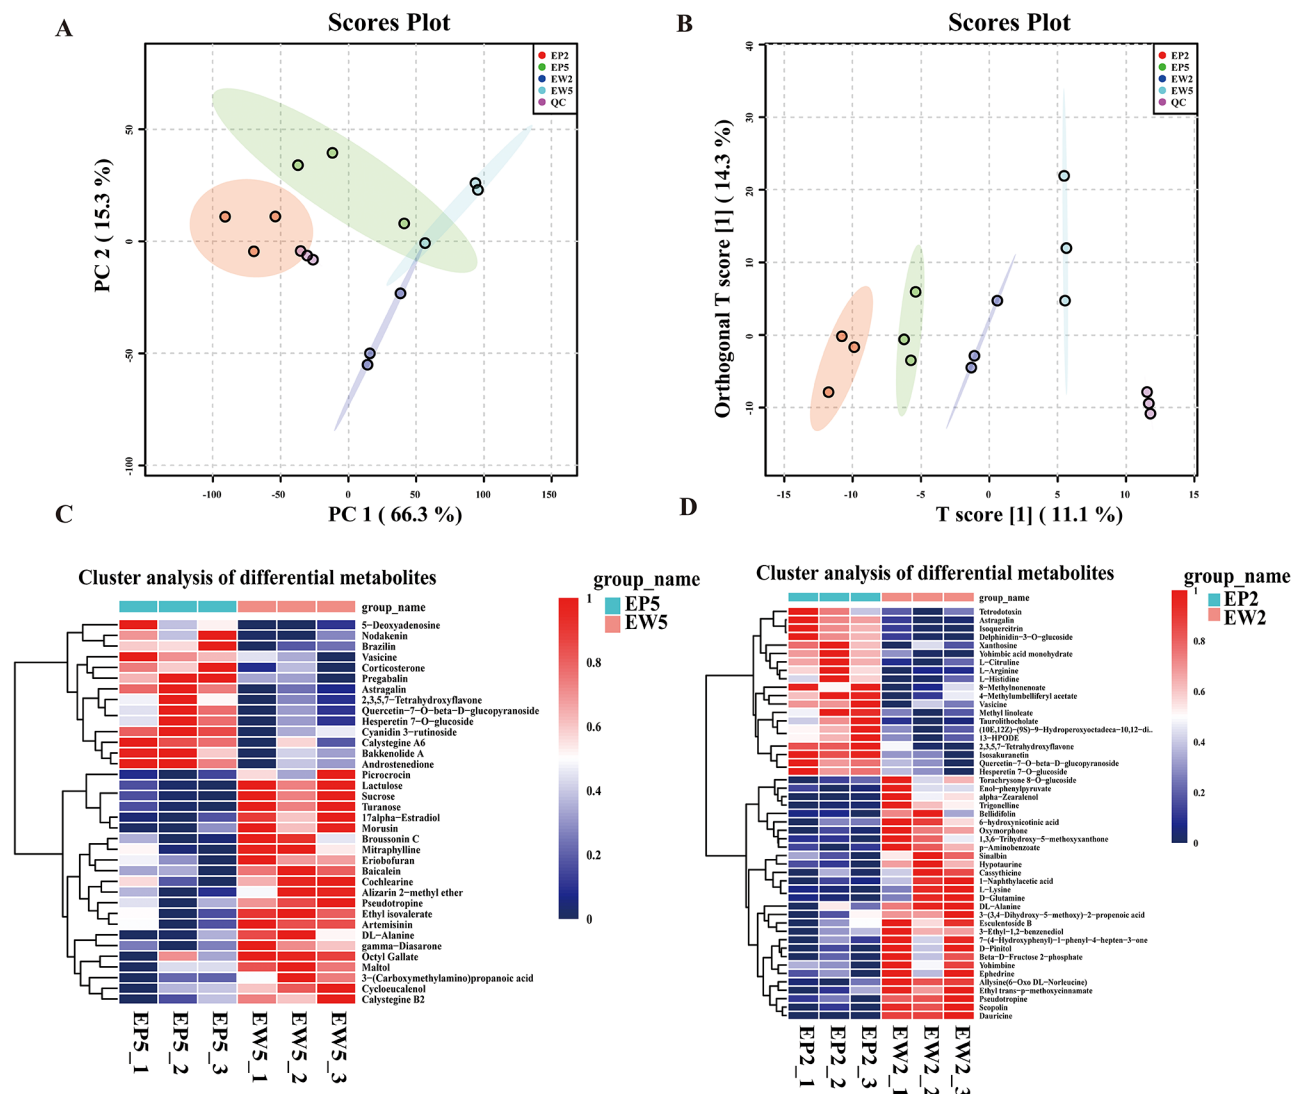 A
Scores Plot
EP2
EP5
EW2
EW5
QC
PC 2 ( 15.3 %)
50
0
-50
-100
-100
-50
0
50
100
150
PC 1 ( 66.3 %)
B
Scores Plot
EP2
EP5
EW2
EW5
QC
Orthogonal T score [1] ( 14.3 %)
40
30
20
10
0
-10
-15
-10
-5
0
5
10
15
T score [1] ( 11.1 %)
C
Cluster analysis of differential metabolites
group_name
EP5
EW5
1
0.8
0.6
0.4
0.2
0
group_name
5−Deoxyadenosine
Nodakenin
Brazilin
Vasicine
Corticosterone
Pregabalin
Astragalin
2,3,5,7−Tetrahydroxyflavone
Quercetin−7−O−beta−D−glucopyranoside
Hesperetin 7−O−glucoside
Cyanidin 3−rutinoside
Calystegine A6
Bakkenolide A
Androstenedione
Picrocrocin
Lactulose
Sucrose
Turanose
17alpha−Estradiol
Morusin
Broussonin C
Mitraphylline
Eriobofuran
Baicalein
Cochlearine
Alizarin 2−methyl ether
Pseudotropine
Ethyl isovalerate
Artemisinin
DL−Alanine
gamma−Diasarone
Octyl Gallate
Maltol
3−(Carboxymethylamino)propanoic acid
Cycloeucalenol
Calystegine B2
EP5_1
EP5_2
EP5_3
EW5_1
EW5_2
EW5_3
D
Cluster analysis of differential metabolites
group_name
EP2
EW2
1
0.8
0.6
0.4
0.2
0
group_name
Tetrodotoxin
Astragalin
Isoquercitrin
Delphinidin−3−O−glucoside
Xanthosine
Yohimbic acid monohydrate
L−Citruline
L−Arginine
L−Histidine
8−Methylnonenoate
4−Methylumbelliferyl acetate
Vasicine
Methyl linoleate
Taurolithocholate
(10E,12Z)−(9S)−9−Hydroperoxyoctadeca−10,12−di..
13−HPODE
2,3,5,7−Tetrahydroxyflavone
Isosakuranetin
Quercetin−7−O−beta−D−glucopyranoside
Hesperetin 7−O−glucoside
Torachrysone 8−O−glucoside
Enol−phenylpyruvate
alpha−Zearalenol
Trigonelline
Bellidifolin
6−hydroxynicotinic acid
Oxymorphone
1,3,6−Trihydroxy−5−methoxyxanthone
p−Aminobenzoate
Sinalbin
Hypotaurine
Cassythicine
1−Naphthylacetic acid
L−Lysine
D−Glutamine
DL−Alanine
3−(3,4−Dihydroxy−5−methoxy)−2−propenoic acid
Esculentoside B
3−Ethyl−1,2−benzenediol
7−(4−Hydroxyphenyl)−1−phenyl−4−hepten−3−one
D−Pinitol
Beta−D−Fructose 2−phosphate
Yohimbine
Ephedrine
Allysine(6−Oxo DL−Norleucine)
Ethyl trans−p−methoxycinnamate
Pseudotropine
Scopolin
Dauricine
EP2_1
EP2_2
EP2_3
EW2_1
EW2_2
EW2_3